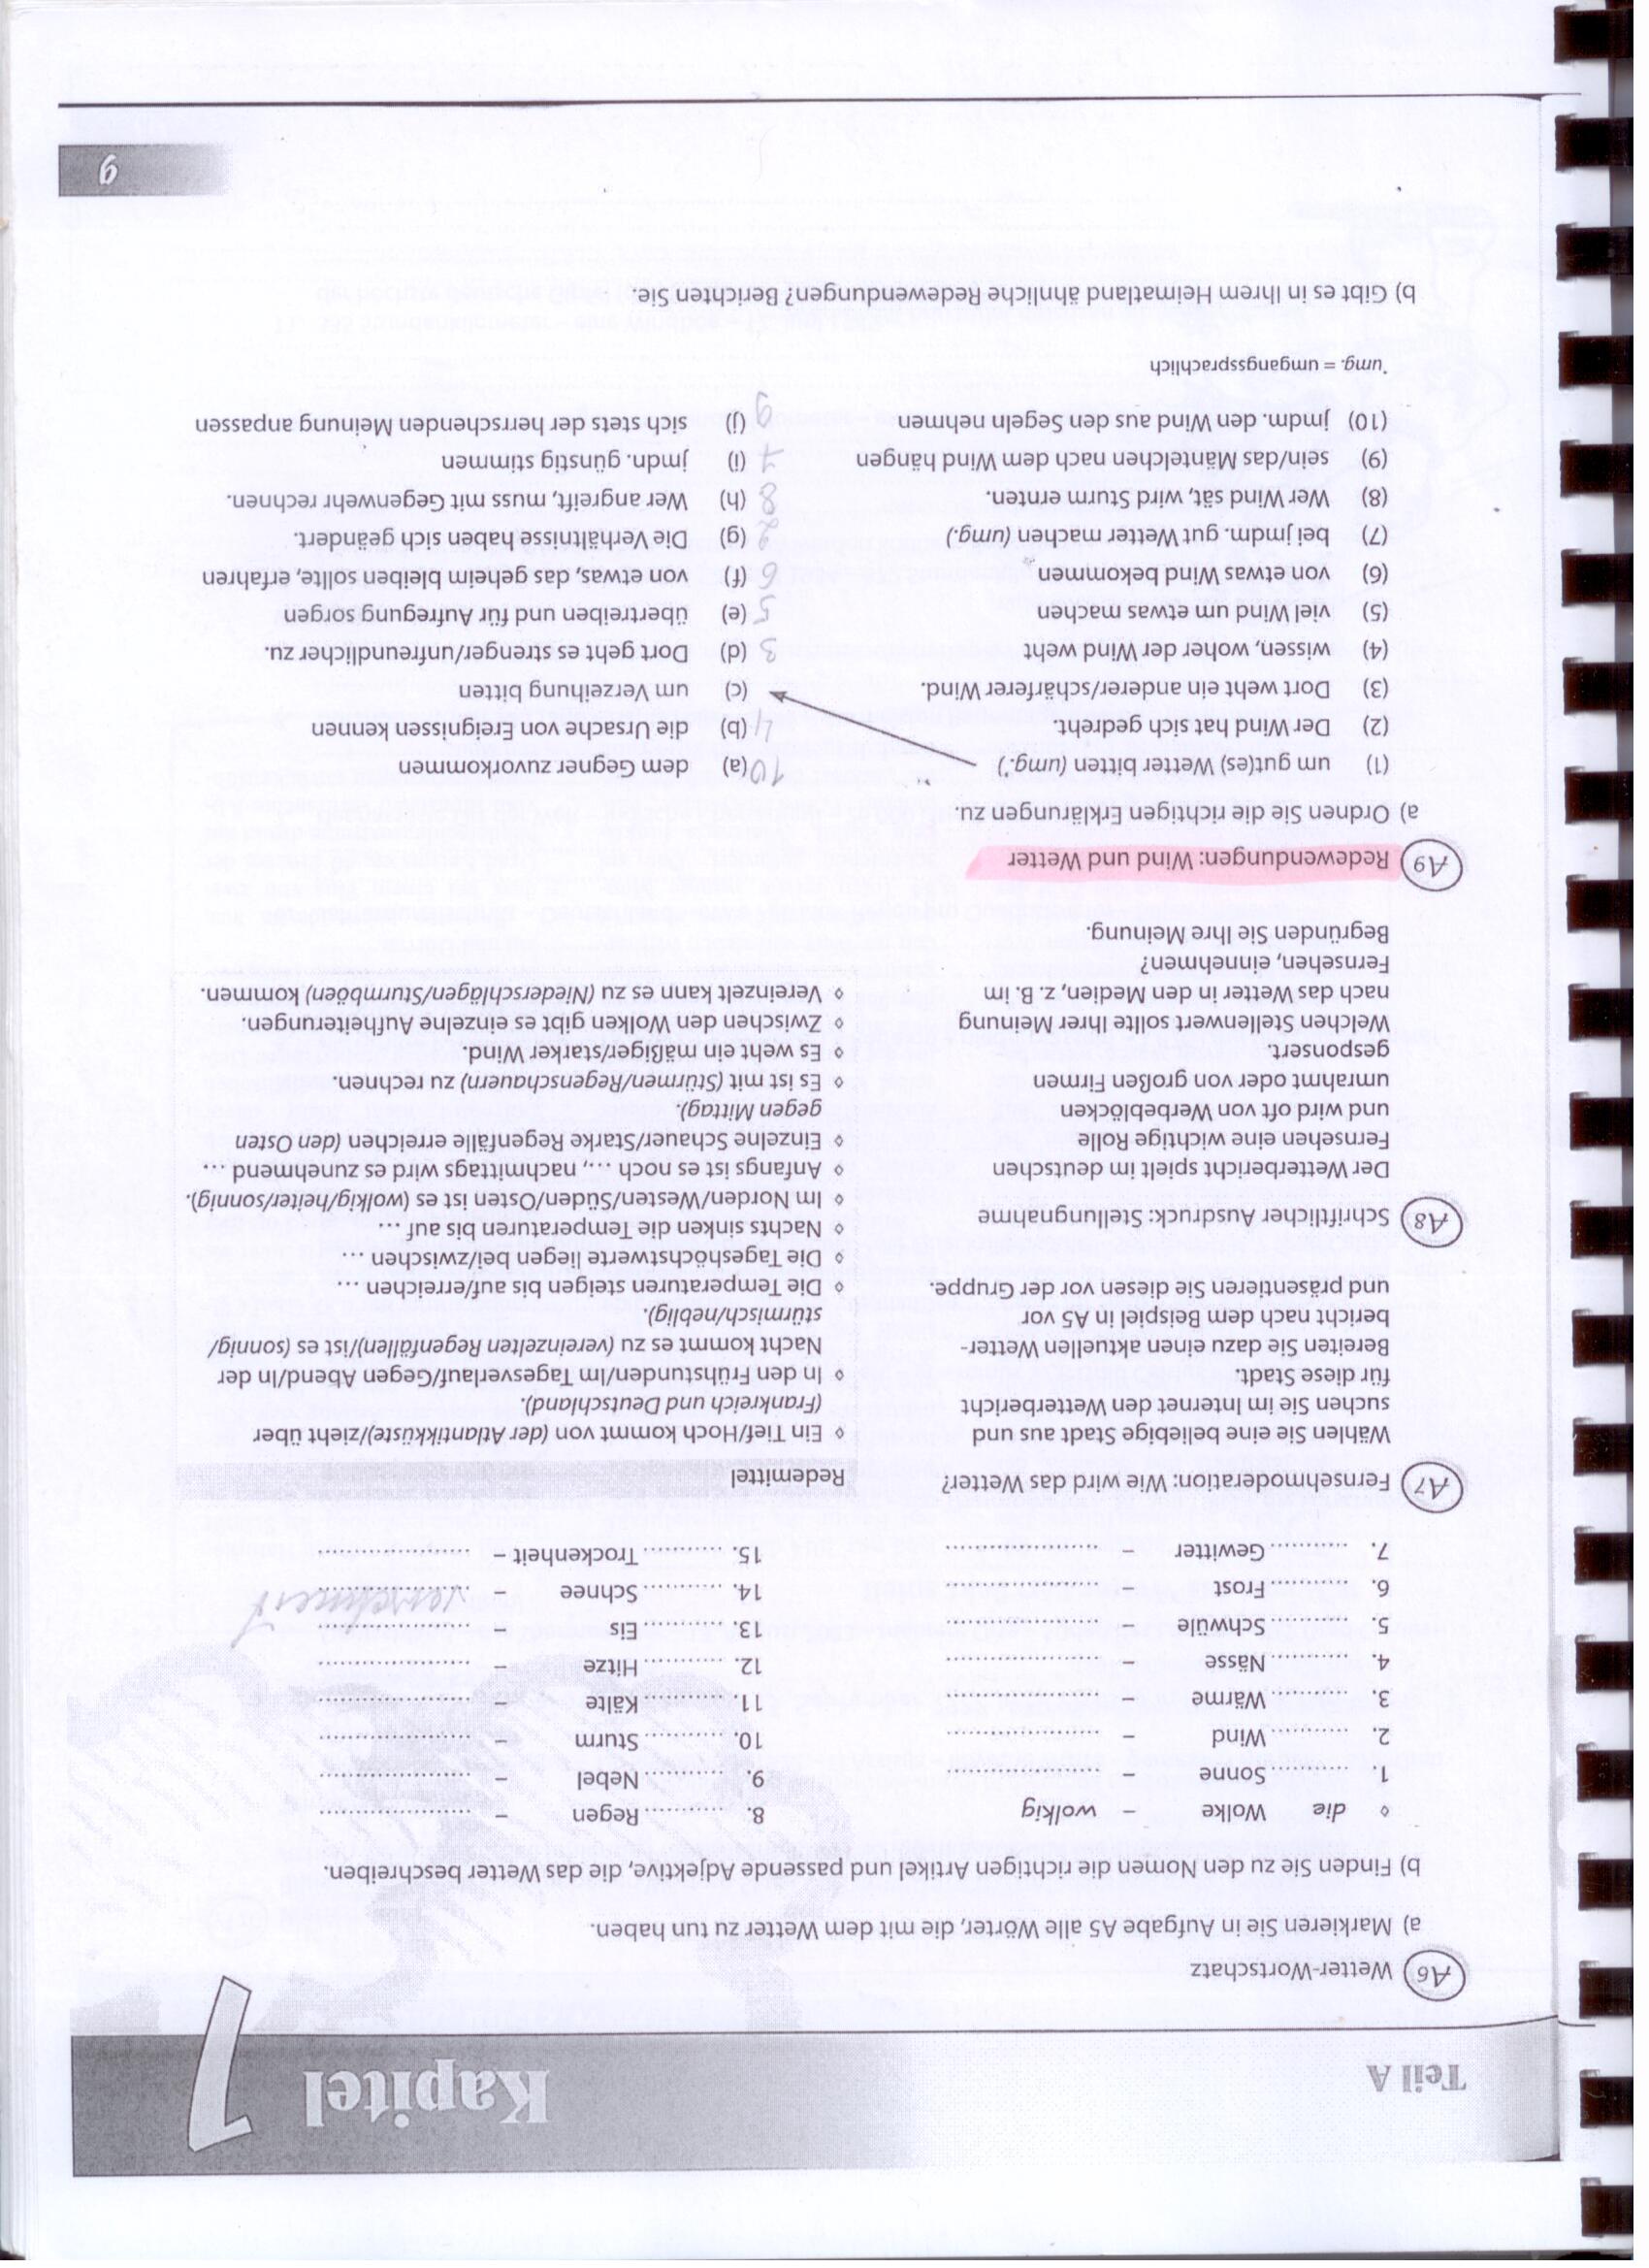 Teil A
Kapitel 1
A6 Wetter-Wortschatz
a) Markieren Sie in Aufgabe A5 alle Wörter, die mit dem Wetter zu tun haben.
b) Finden Sie zu den Nomen die richtigen Artikel und passende Adjektive, die das Wetter beschreiben.
◊ die Wolke – wolkig
1. .......... Sonne – ....................
2. .......... Wind – ....................
3. .......... Wärme – ....................
4. .......... Nässe – ....................
5. .......... Schwüle – ....................
6. .......... Frost – ....................
7. .......... Gewitter – ....................
8. .......... Regen – ....................
9. .......... Nebel – ....................
10. .......... Sturm – ....................
11. .......... Kälte – ....................
12. .......... Hitze – ....................
13. .......... Eis – ....................
14. .......... Schnee – verschneit
15. .......... Trockenheit – ....................
A7 Fernsehmoderation: Wie wird das Wetter?
Wählen Sie eine beliebige Stadt aus und
suchen Sie im Internet den Wetterbericht
für diese Stadt.
Bereiten Sie dazu einen aktuellen Wetter-
bericht nach dem Beispiel in A5 vor
und präsentieren Sie diesen vor der Gruppe.
A8 Schriftlicher Ausdruck: Stellungnahme
Der Wetterbericht spielt im deutschen
Fernsehen eine wichtige Rolle
und wird oft von Werbeblöcken
umrahmt oder von großen Firmen
gesponsert.
Welchen Stellenwert sollte Ihrer Meinung
nach das Wetter in den Medien, z. B. im
Fernsehen, einnehmen?
Begründen Sie Ihre Meinung.
Redemittel
◊ Ein Tief/Hoch kommt von (der Atlantikküste)/zieht über
(Frankreich und Deutschland).
◊ In den Frühstunden/Im Tagesverlauf/Gegen Abend/In der
Nacht kommt es zu (vereinzelten Regenfällen)/ist es (sonnig/
stürmisch/neblig).
◊ Die Temperaturen steigen bis auf/erreichen ...
◊ Die Tageshöchstwerte liegen bei/zwischen ...
◊ Nachts sinken die Temperaturen bis auf ...
◊ Im Norden/Westen/Süden/Osten ist es (wolkig/heiter/sonnig).
◊ Anfangs ist es noch ..., nachmittags wird es zunehmend ...
◊ Einzelne Schauer/Starke Regenfälle erreichen (den Osten
gegen Mittag).
◊ Es ist mit (Stürmen/Regenschauern) zu rechnen.
◊ Es weht ein mäßiger/starker Wind.
◊ Zwischen den Wolken gibt es einzelne Aufheiterungen.
◊ Vereinzelt kann es zu (Niederschlägen/Sturmböen) kommen.
A9 Redewendungen: Wind und Wetter
a) Ordnen Sie die richtigen Erklärungen zu.
(1) um gut(es) Wetter bitten (umg.*)
(2) Der Wind hat sich gedreht.
(3) Dort weht ein anderer/schärferer Wind.
(4) wissen, woher der Wind weht
(5) viel Wind um etwas machen
(6) von etwas Wind bekommen
(7) bei jmdm. gut Wetter machen (umg.)
(8) Wer Wind sät, wird Sturm ernten.
(9) sein/das Mäntelchen nach dem Wind hängen
(10) jmdm. den Wind aus den Segeln nehmen
10 (a) dem Gegner zuvorkommen
4 (b) die Ursache von Ereignissen kennen
(c) um Verzeihung bitten
3 (d) Dort geht es strenger/unfreundlicher zu.
5 (e) übertreiben und für Aufregung sorgen
6 (f) von etwas, das geheim bleiben sollte, erfahren
2 (g) Die Verhältnisse haben sich geändert.
8 (h) Wer angreift, muss mit Gegenwehr rechnen.
7 (i) jmdn. günstig stimmen
9 (j) sich stets der herrschenden Meinung anpassen
*umg. = umgangssprachlich
b) Gibt es in Ihrem Heimatland ähnliche Redewendungen? Berichten Sie.
9